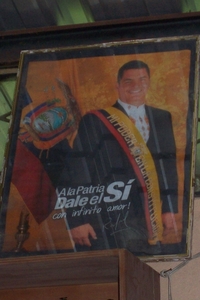 A la Patria
Dale el Sí
con infinito amor!